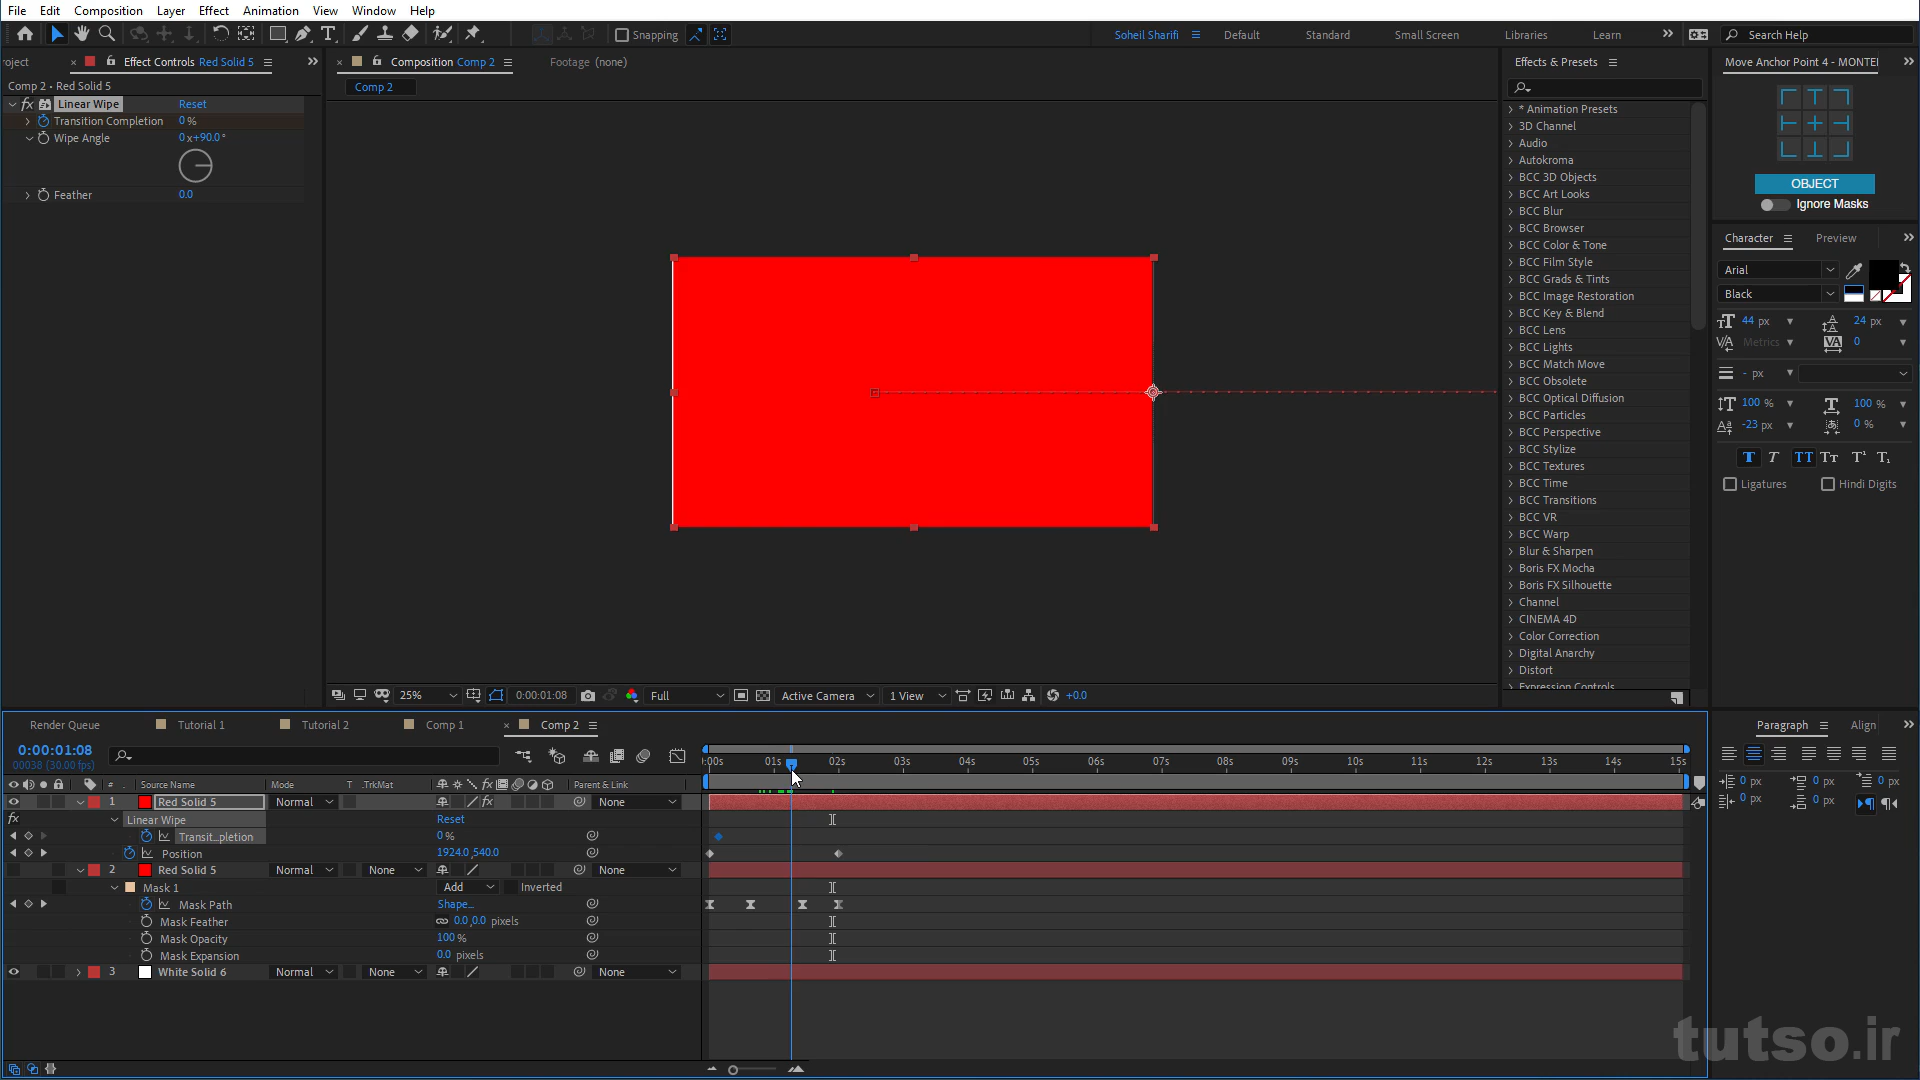 File Edit Composition Layer Effect Animation View Window Help
Snapping
Soheil Sharifi Default Standard Small Screen Libraries Learn Search Help
roject Effect Controls Red Solid 5
Composition Comp 2 Footage (none)
Effects & Presets
Move Anchor Point 4 - MONTEI
Comp 2 • Red Solid 5
Comp 2
fx Linear Wipe Reset
Transition Completion 0 %
Wipe Angle 0 x+90.0 °
Feather 0.0
* Animation Presets
3D Channel
Audio
Autokroma
BCC 3D Objects
BCC Art Looks
BCC Blur
BCC Browser
BCC Color & Tone
BCC Film Style
BCC Grads & Tints
BCC Image Restoration
BCC Key & Blend
BCC Lens
BCC Lights
BCC Match Move
BCC Obsolete
BCC Optical Diffusion
BCC Particles
BCC Perspective
BCC Stylize
BCC Textures
BCC Time
BCC Transitions
BCC VR
BCC Warp
Blur & Sharpen
Boris FX Mocha
Boris FX Silhouette
Channel
CINEMA 4D
Color Correction
Digital Anarchy
Distort
Expression Controls
OBJECT
Ignore Masks
Character Preview
Arial
Black
44 px 24 px
Metrics 0
- px
100 % 100 %
-23 px 0 %
Ligatures Hindi Digits
25% 0:00:01:08 Full Active Camera 1 View +0.0
Render Queue Tutorial 1 Tutorial 2 Comp 1 Comp 2
0:00:01:08
00038 (30.00 fps)
:00s 01s 02s 03s 04s 05s 06s 07s 08s 09s 10s 11s 12s 13s 14s 15s
# . Source Name Mode T .TrkMat fx Parent & Link
1 Red Solid 5 Normal fx None
fx Linear Wipe Reset
Transit...pletion 0 %
Position 1924.0,540.0
2 Red Solid 5 Normal None None
Mask 1 Add Inverted
Mask Path Shape...
Mask Feather 0.0,0.0 pixels
Mask Opacity 100 %
Mask Expansion 0.0 pixels
3 White Solid 6 Normal None None
Paragraph Align
0 px 0 px 0 px
0 px 0 px
tutso.ir